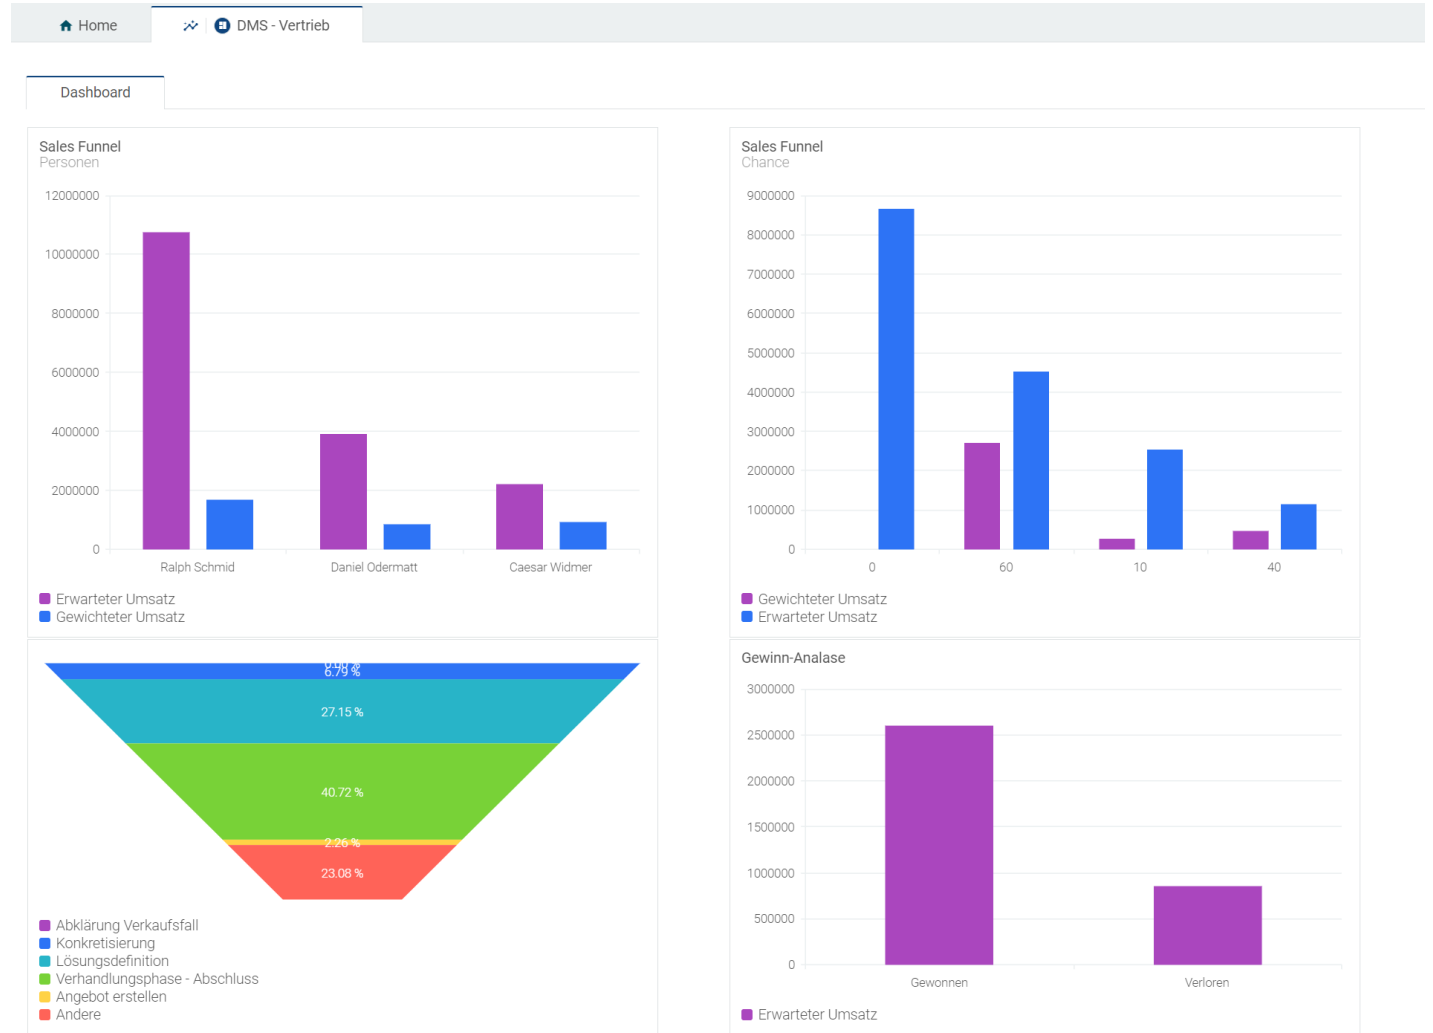 Home
DMS - Vertrieb
Dashboard
Sales Funnel
Personen
12000000
10000000
8000000
6000000
4000000
2000000
0
Ralph Schmid
Daniel Odermatt
Caesar Widmer
Erwarteter Umsatz
Gewichteter Umsatz
Sales Funnel
Chance
9000000
8000000
7000000
6000000
5000000
4000000
3000000
2000000
1000000
0
0
60
10
40
Gewichteter Umsatz
Erwarteter Umsatz
6.79 %
27.15 %
40.72 %
2.26 %
23.08 %
Abklärung Verkaufsfall
Konkretisierung
Lösungsdefinition
Verhandlungsphase - Abschluss
Angebot erstellen
Andere
Gewinn-Analase
3000000
2500000
2000000
1500000
1000000
500000
0
Gewonnen
Verloren
Erwarteter Umsatz